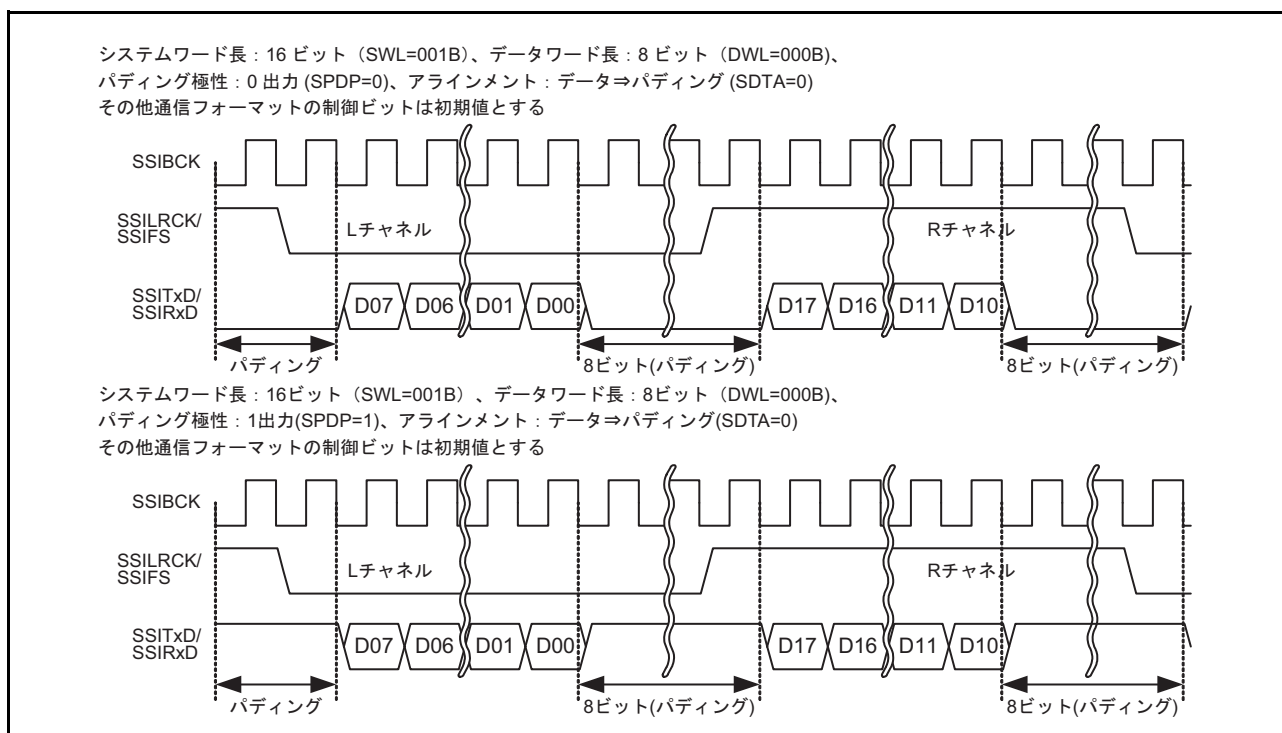 システムワード長：16 ビット（SWL=001B）、データワード長：8 ビット（DWL=000B)、
パディング極性：0 出力 (SPDP=0)、アラインメント：データ⇒パディング (SDTA=0)
その他通信フォーマットの制御ビットは初期値とする
SSIBCK
SSILRCK/
SSIFS
Lチャネル
Rチャネル
SSITxD/
SSIRxD
D07 D06 D01 D00 D17 D16 D11 D10
パディング 8ビット(パディング) 8ビット(パディング)
システムワード長：16ビット（SWL=001B）、データワード長：8ビット（DWL=000B)、
パディング極性：1出力(SPDP=1)、アラインメント：データ⇒パディング(SDTA=0)
その他通信フォーマットの制御ビットは初期値とする
SSIBCK
SSILRCK/
SSIFS
Lチャネル
Rチャネル
SSITxD/
SSIRxD
D07 D06 D01 D00 D17 D16 D11 D10
パディング 8ビット(パディング) 8ビット(パディング)